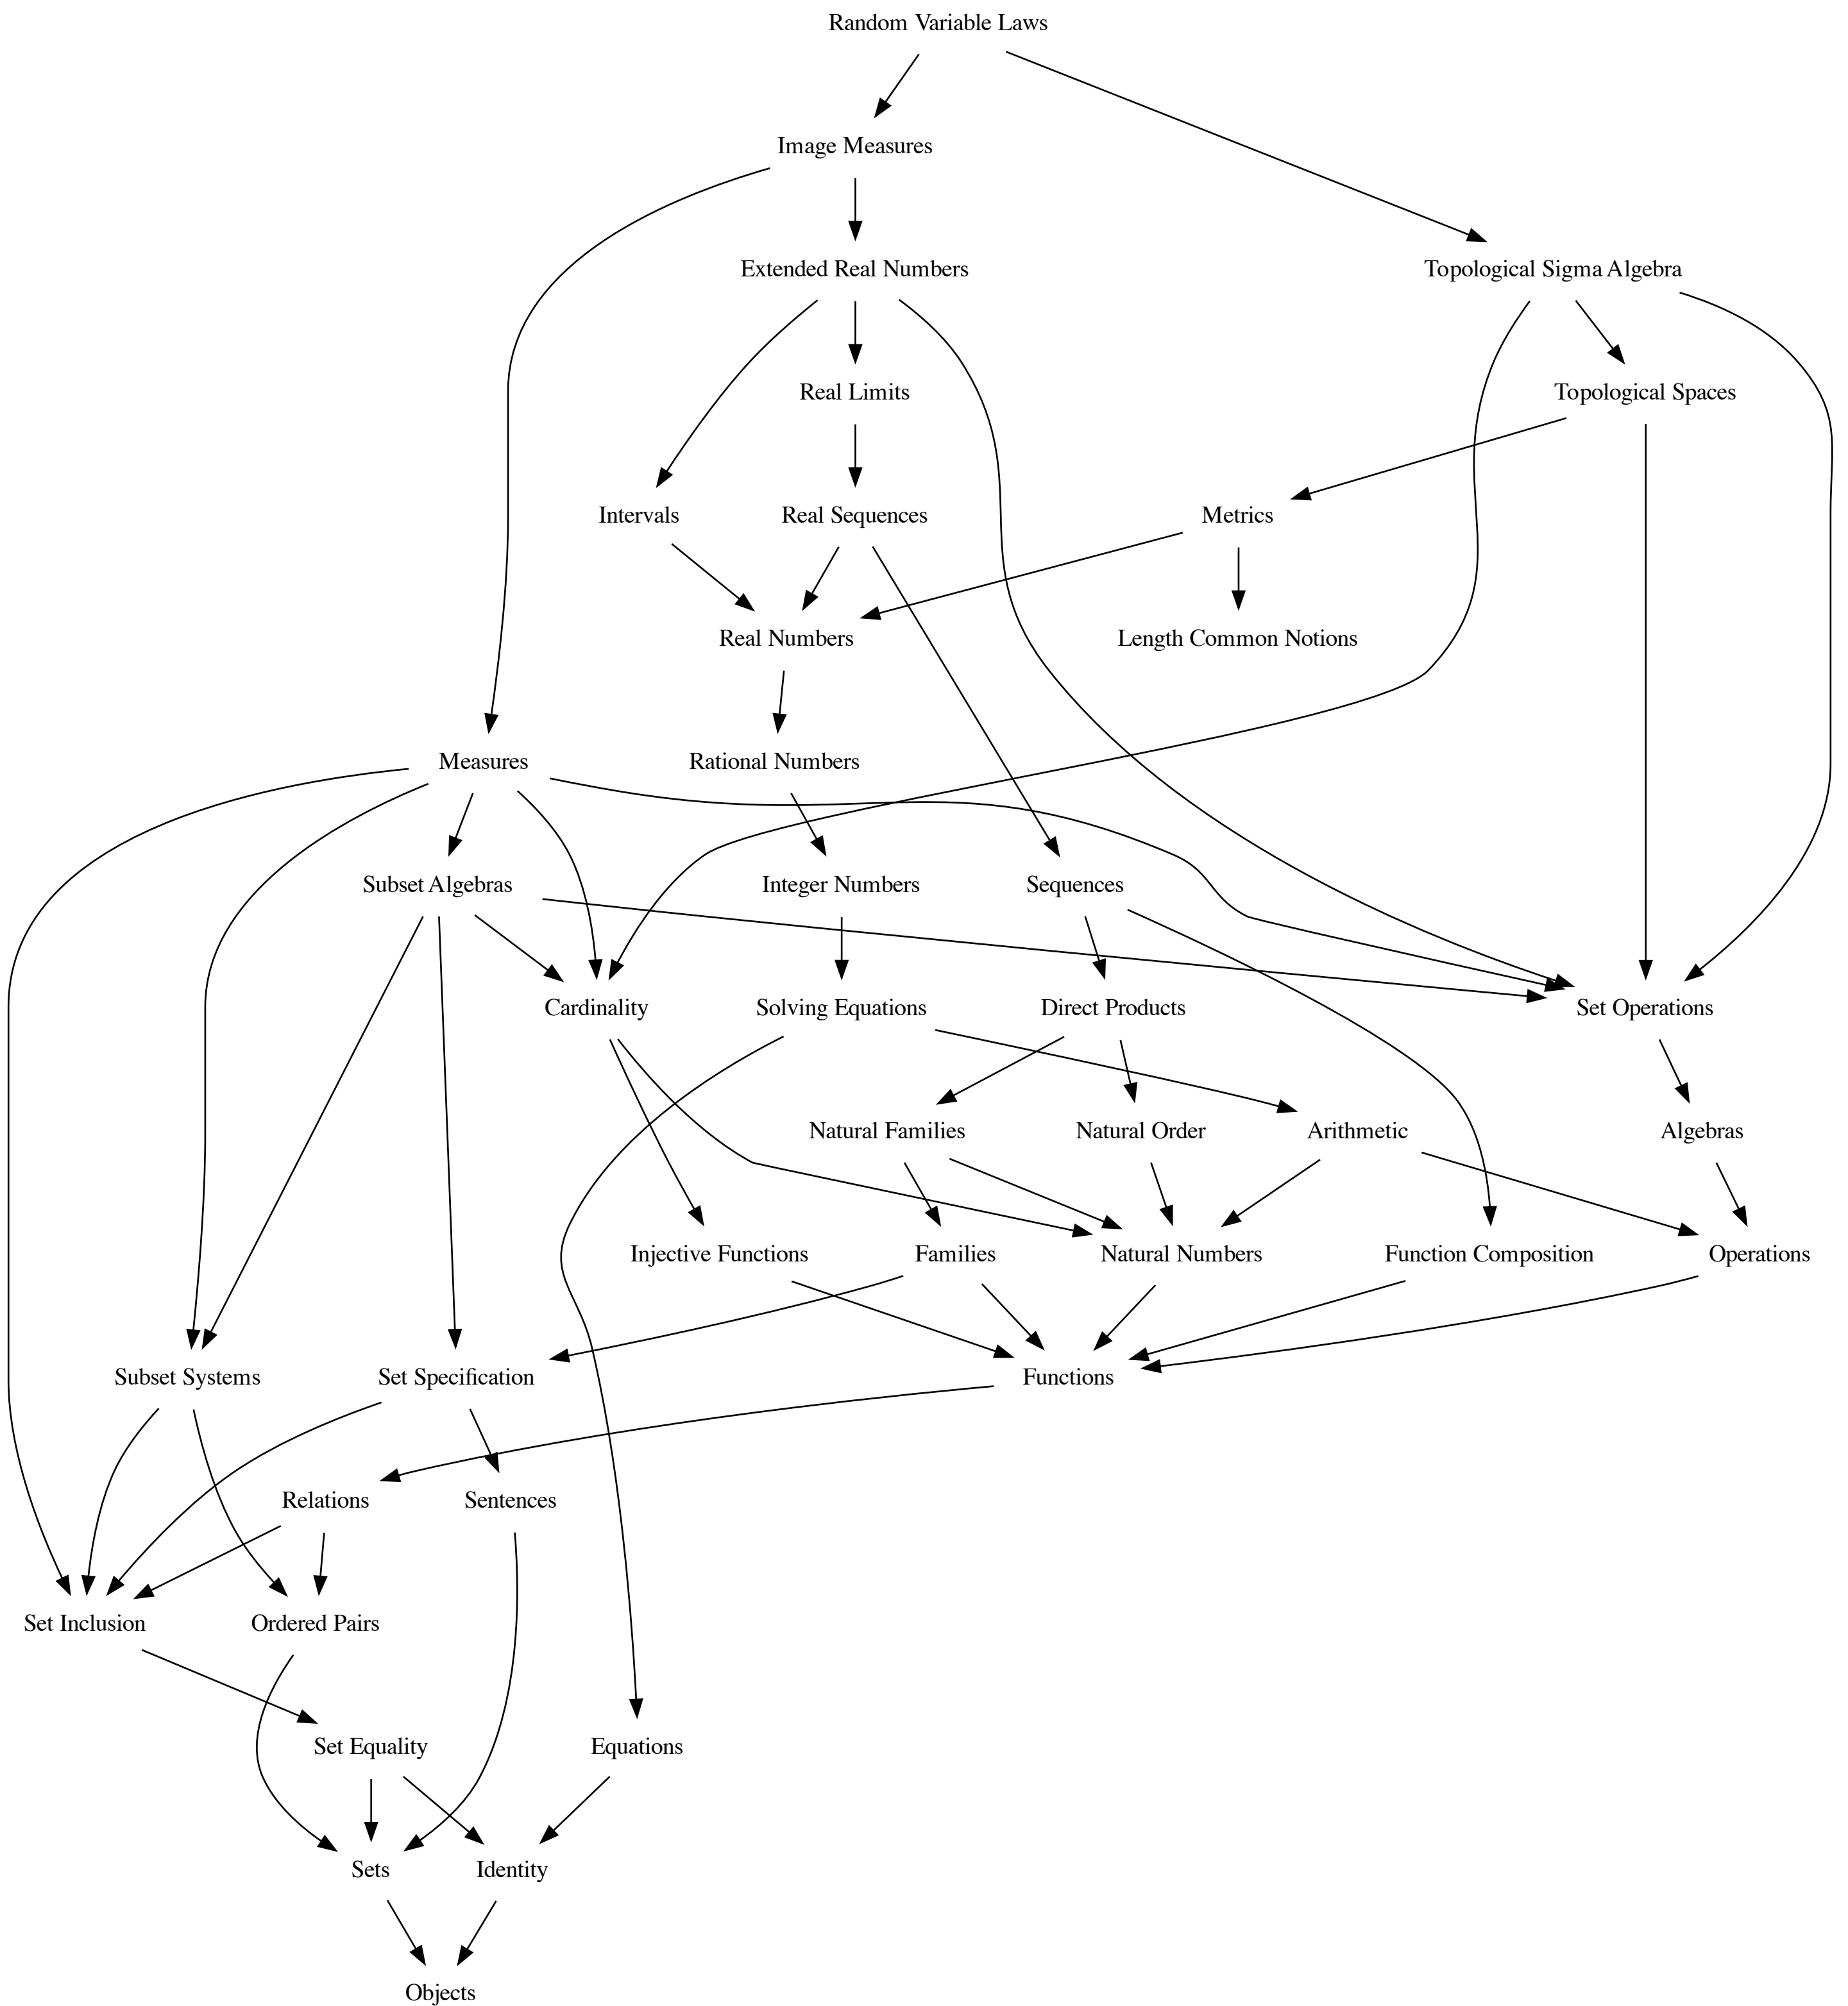 Random Variable Laws
Image Measures
Extended Real Numbers
Topological Sigma Algebra
Real Limits
Topological Spaces
Intervals
Real Sequences
Metrics
Real Numbers
Length Common Notions
Measures
Rational Numbers
Subset Algebras
Integer Numbers
Sequences
Cardinality
Solving Equations
Direct Products
Set Operations
Natural Families
Natural Order
Arithmetic
Algebras
Injective Functions
Families
Natural Numbers
Function Composition
Operations
Subset Systems
Set Specification
Functions
Relations
Sentences
Set Inclusion
Ordered Pairs
Set Equality
Equations
Sets
Identity
Objects